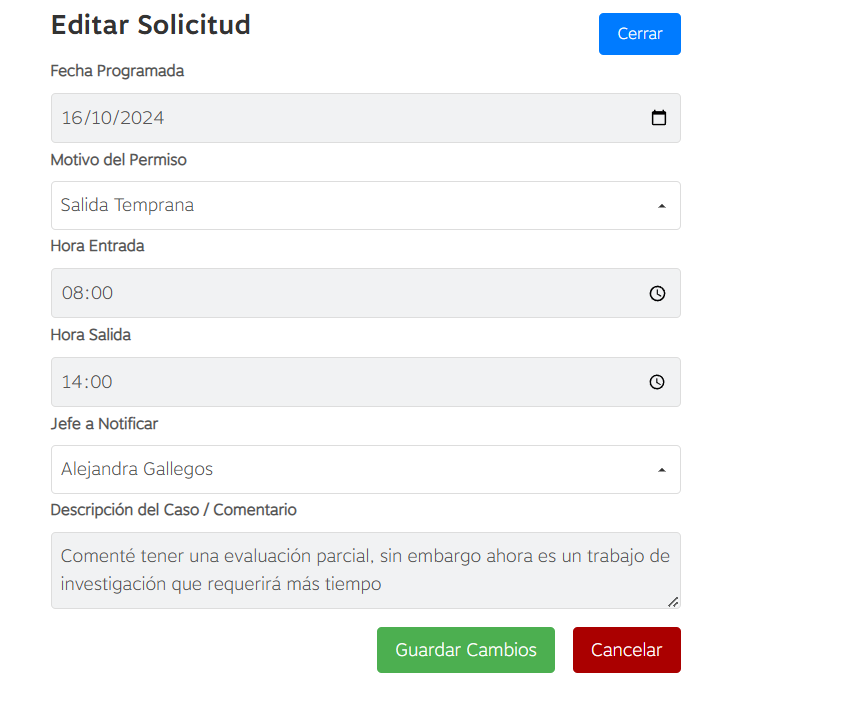 Editar Solicitud
Cerrar
Fecha Programada
16/10/2024
Motivo del Permiso
Salida Temprana
Hora Entrada
08:00
Hora Salida
14:00
Jefe a Notificar
Alejandra Gallegos
Descripción del Caso / Comentario
Comenté tener una evaluación parcial, sin embargo ahora es un trabajo de
investigación que requerirá más tiempo
Guardar Cambios
Cancelar